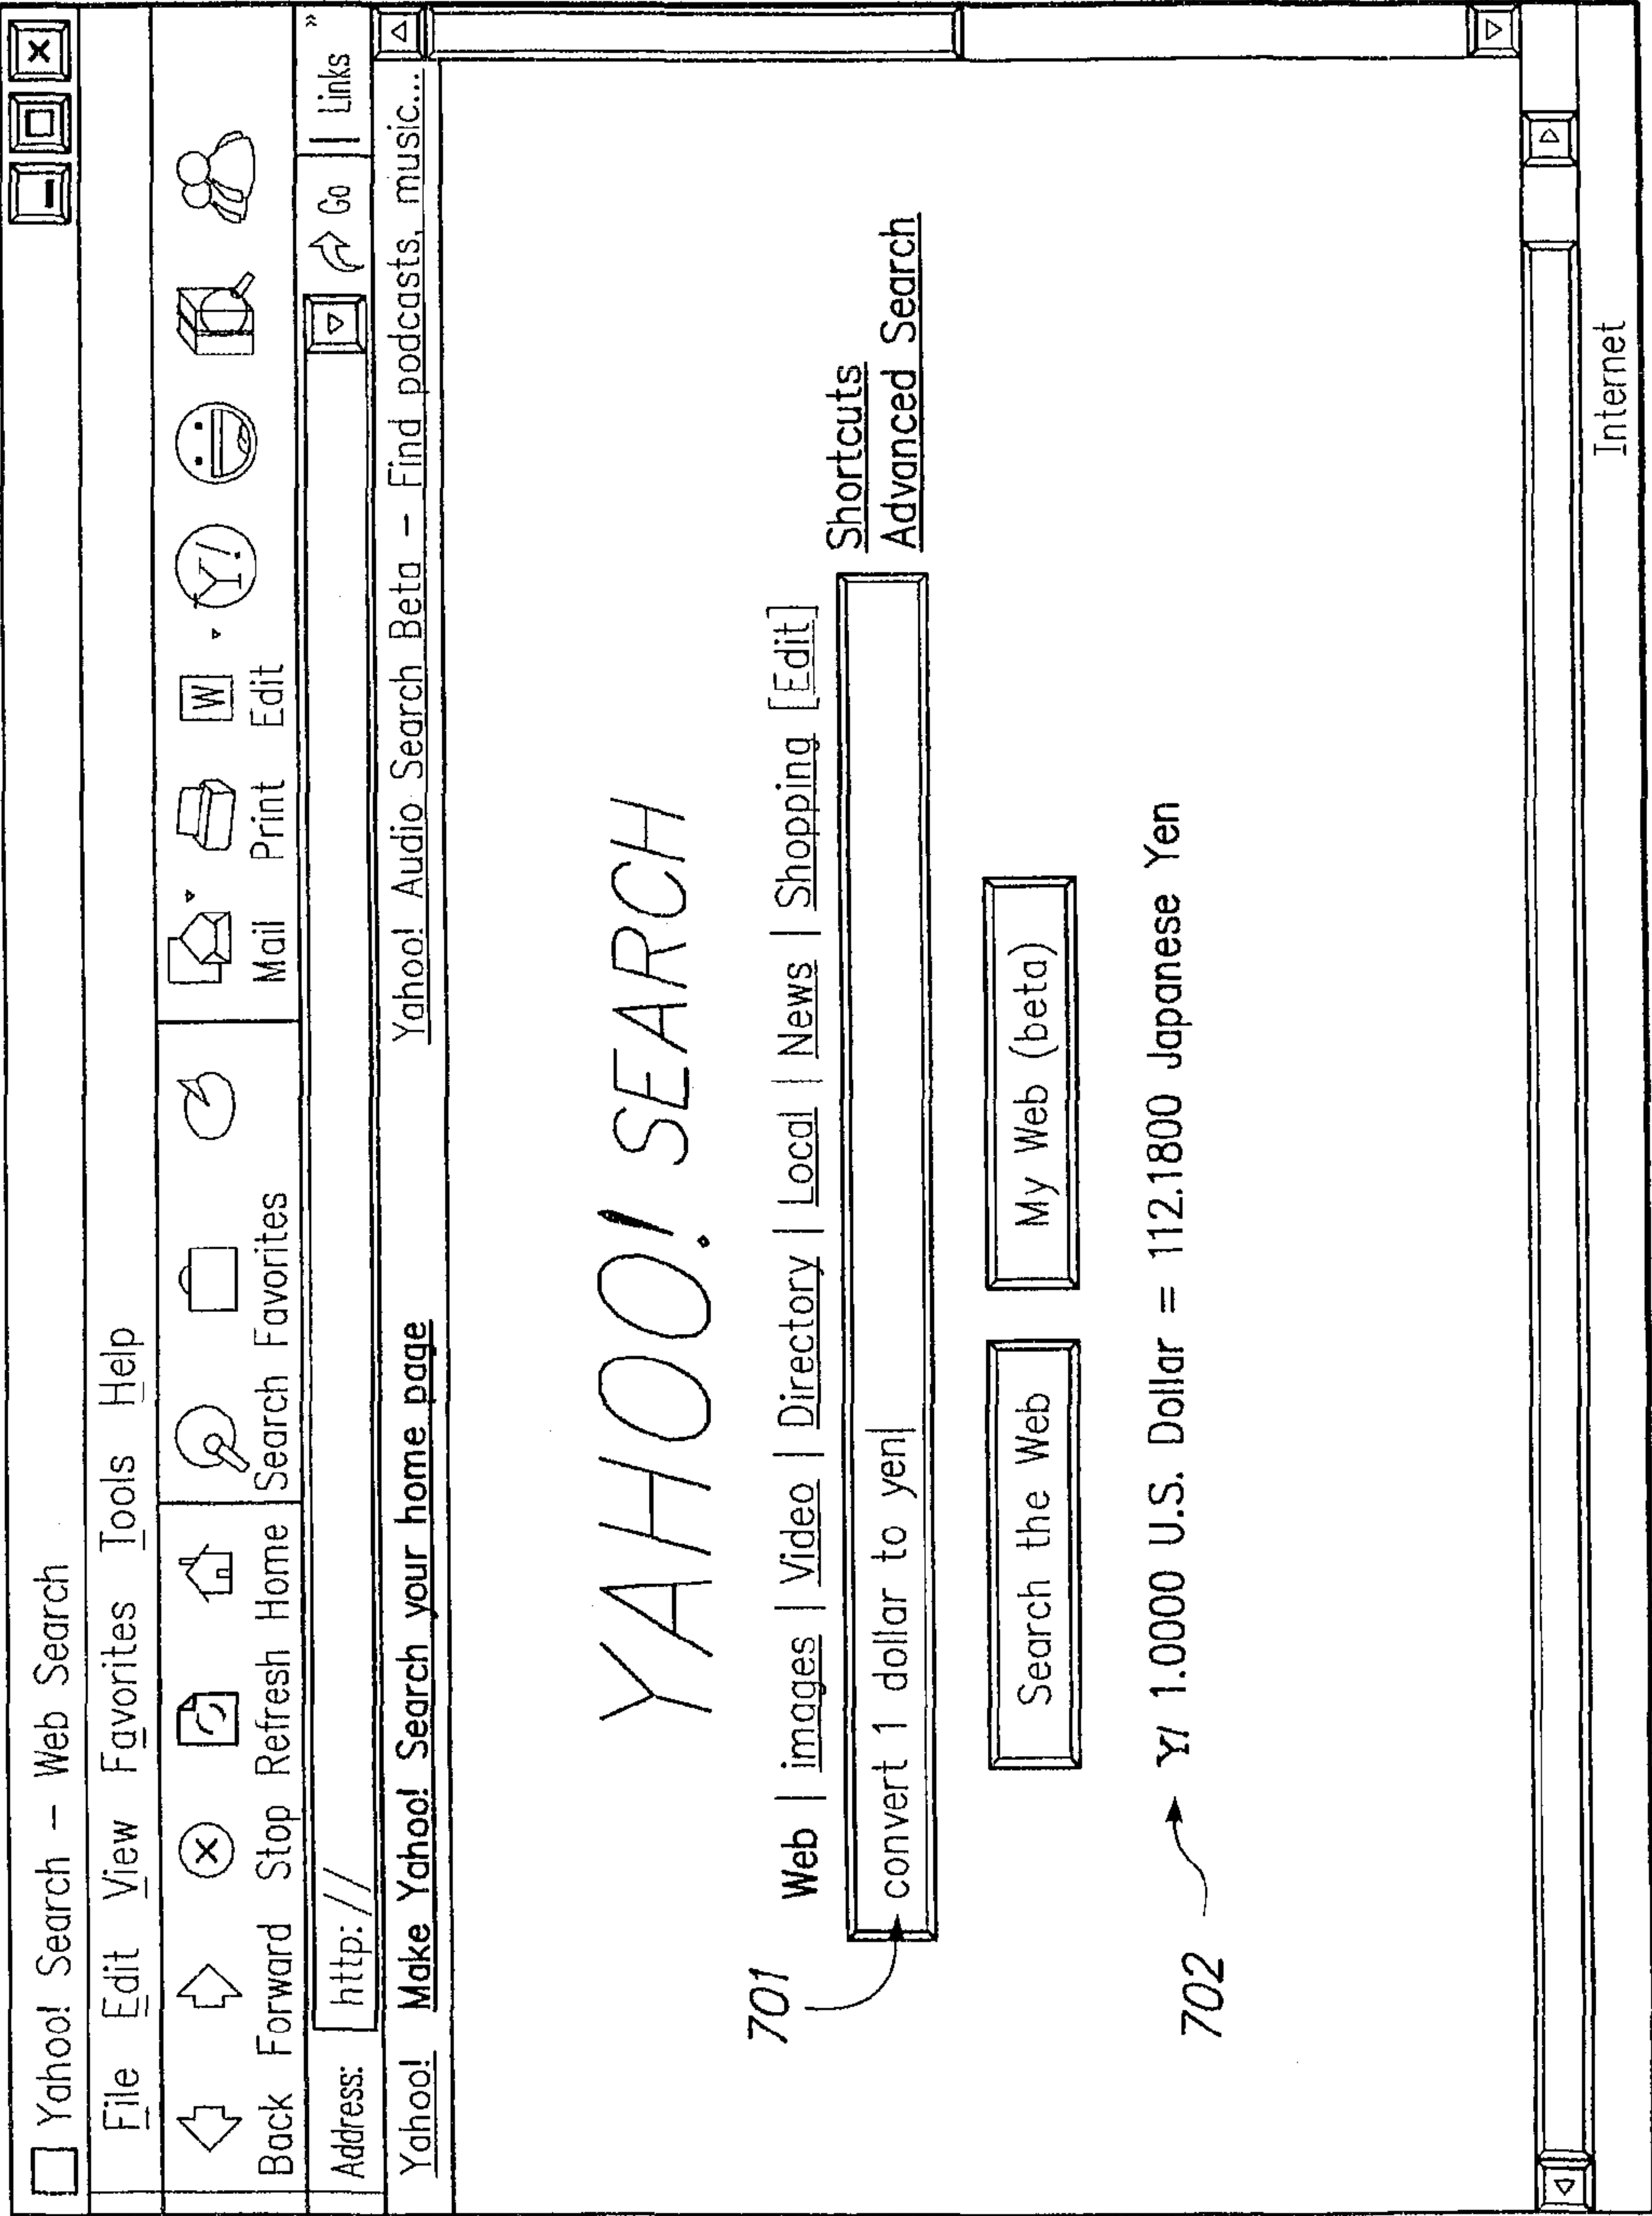 Yahoo! Search – Web Search
File Edit View Favorites Tools Help
Back Forward Stop Refresh Home Search Favorites Mail Print Edit
W Y!
Address: http:// Go Links »
Yahoo! Make Yahoo! Search your home page Yahoo! Audio Search Beta – Find podcasts, music...
YAHOO! SEARCH
Web | images | Video | Directory | Local | News | Shopping [Edit]
701
convert 1 dollar to yen
Shortcuts
Advanced Search
Search the Web My Web (beta)
702
Y! 1.0000 U.S. Dollar = 112.1800 Japanese Yen
Internet